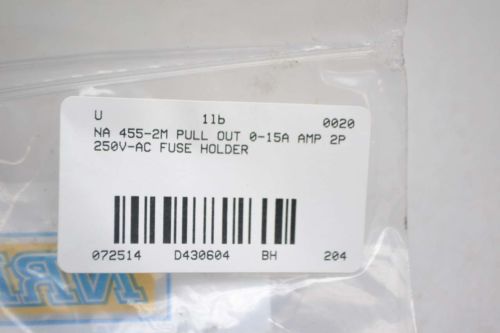 U 1lb 0020
NA 455-2M PULL OUT 0-15A AMP 2P
250V-AC FUSE HOLDER
072514 D430604 BH 204